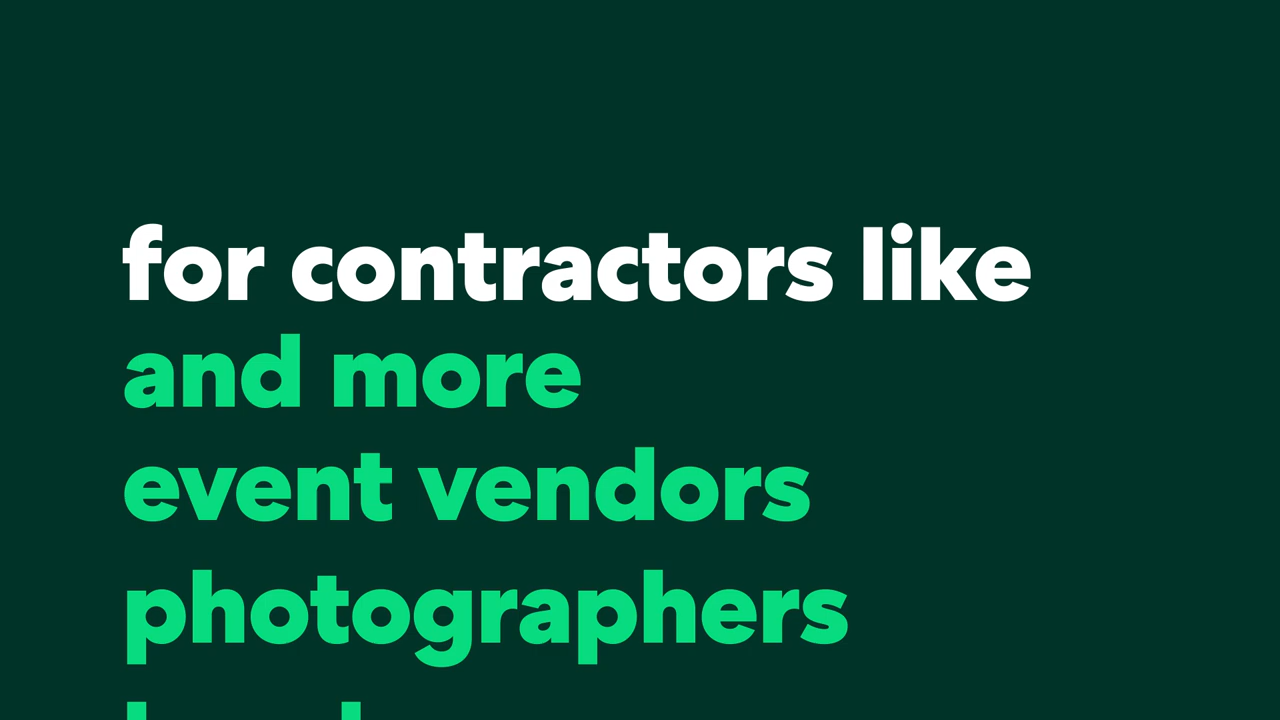 for contractors like
and more
event vendors
photographers